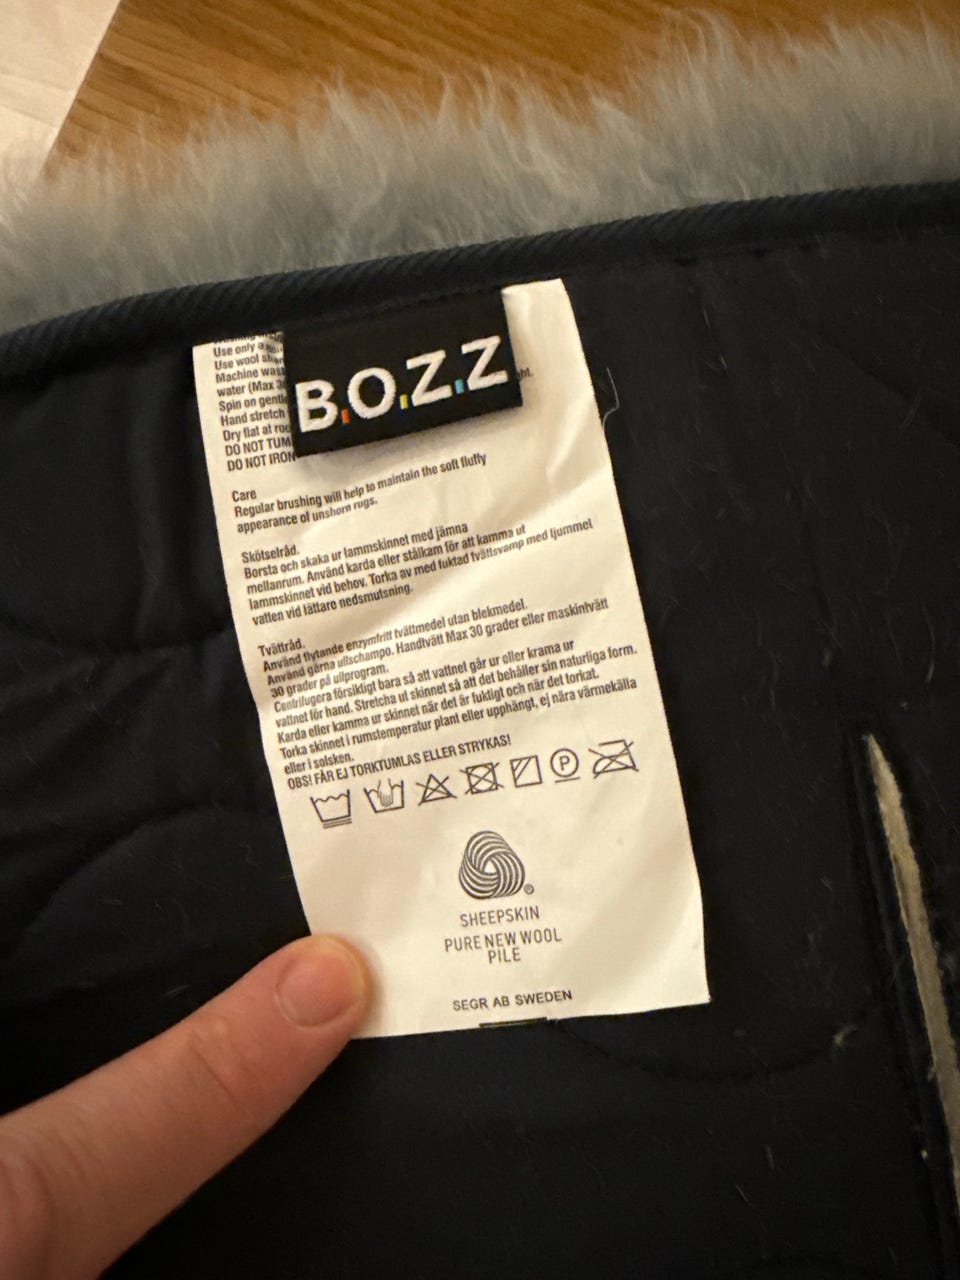 B.O.Z.Z
Use only a
Use wool
Machine
water (Max
Spin on
Hand stretch
Dry flat at
DO NOT
DO NOT IRON
Care
Regular brushing will help to maintain the soft fluffy
appearance of unshorn rugs.
Skötselråd.
Borsta och skaka ur lammskinnet med jämna
mellanrum. Använd karda eller stålkam för att kamma ut
lammskinnet vid behov. Torka av med fuktad tvättsvamp med ljummet
vatten vid lättare nedsmutsning.
Tvättråd.
Använd flytande enzymfritt tvättmedel utan blekmedel.
Använd gärna ullschampo. Handtvätt Max 30 grader eller maskintvätt
30 grader på ullprogram.
Centrifugera försiktigt bara så att vattnet går ur eller krama ur
vattnet för hand. Stretcha ut skinnet så att det behåller sin naturliga form.
Karda eller kamma ur skinnet när det är fuktigt och när det torkat.
Torka skinnet i rumstemperatur plant eller upphängt, ej nära värmekälla
eller i solsken.
OBS! FÅR EJ TORKTUMLAS ELLER STRYKAS!
P
®
SHEEPSKIN
PURE NEW WOOL
PILE
SEGR AB SWEDEN